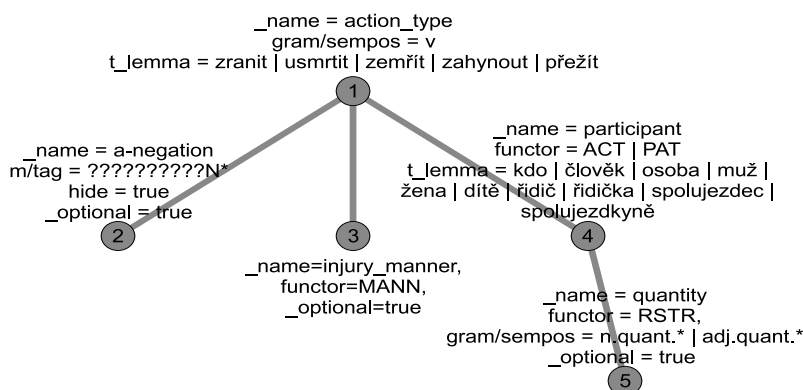 _name = action_type
gram/sempos = v
t_lemma = zranit | usmrtit | zemřít | zahynout | přežít
1
_name = a-negation
m/tag = ??????????N*
hide = true
_optional = true
2
3
_name=injury_manner,
functor=MANN,
_optional=true
_name = participant
functor = ACT | PAT
t_lemma = kdo | člověk | osoba | muž |
žena | dítě | řidič | řidička | spolujezdec |
spolujezdkyně
4
_name = quantity
functor = RSTR,
gram/sempos = n.quant.* | adj.quant.*
_optional = true
5